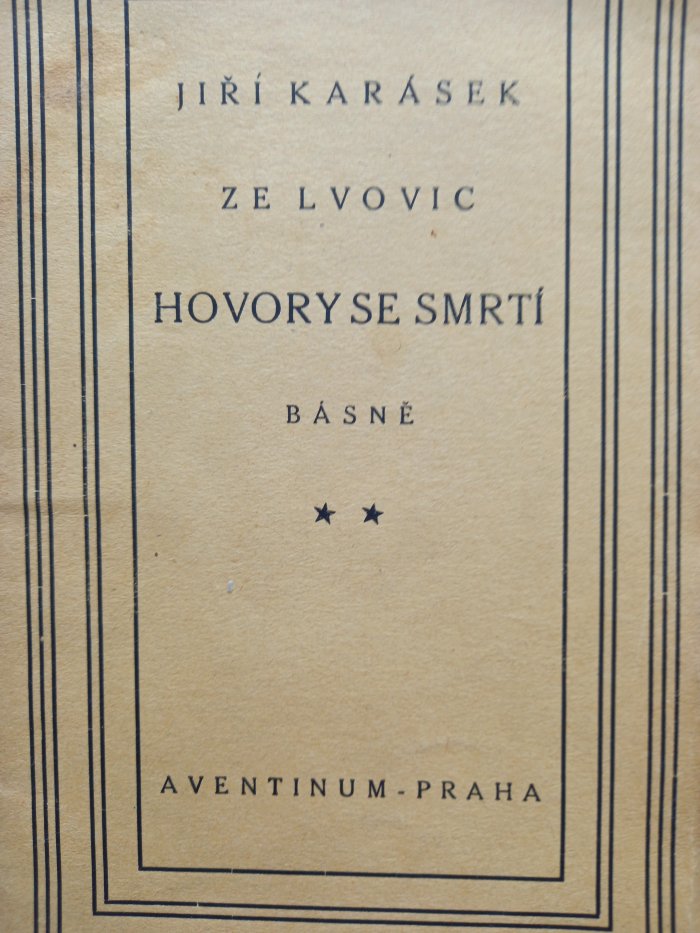 JIŘÍ KARÁSEK
ZE LVOVIC
HOVORY SE SMRTÍ
BÁSNĚ
AVENTINUM-PRAHA